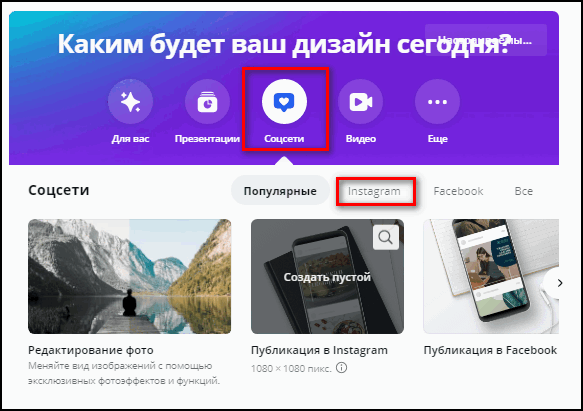 Каким будет ваш дизайн сегодня?
Для вас
Презентации
Соцсети
Видео
Еще
Соцсети
Популярные
Instagram
Facebook
Все
Создать пустой
Редактирование фото
Меняйте вид изображений с помощью
эксклюзивных фотоэффектов и функций.
Публикация в Instagram
1080 × 1080 пикс.
Публикация в Facebook